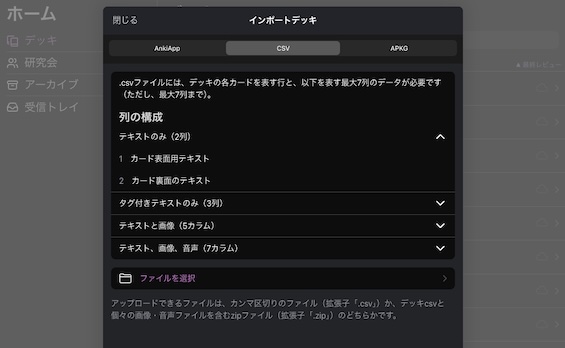 ホーム
デッキ
研究会
アーカイブ
受信トレイ
閉じる
インポートデッキ
AnkiApp
CSV
APKG
.csvファイルには、デッキの各カードを表す行と、以下を表す最大7列のデータが必要です
（ただし、最大7列まで）。
列の構成
テキストのみ（2列）
1 カード表面用テキスト
2 カード裏面のテキスト
タグ付きテキストのみ（3列）
テキストと画像（5カラム）
テキスト、画像、音声（7カラム）
ファイルを選択
アップロードできるファイルは、カンマ区切りのファイル（拡張子「.csv」）か、デッキcsvと
個々の画像・音声ファイルを含むzipファイル（拡張子「.zip」）のどちらかです。